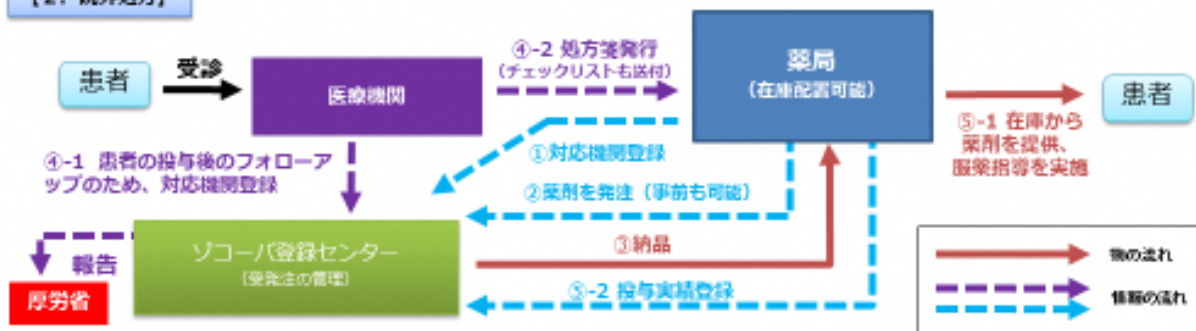 【2. 院外処方】
患者
受診
医療機関
④-2 処方箋発行
(チェックリストも送付)
薬局
(在庫配置可能)
患者
⑤-1 在庫から
薬剤を提供、
服薬指導を実施
④-1 患者の投与後のフォローア
ップのため、対応機関登録
①対応機関登録
②薬剤を発注（事前も可能）
③納品
⑤-2 投与実績登録
ゾコーバ登録センター
(受発注の管理)
報告
厚労省
物の流れ
情報の流れ